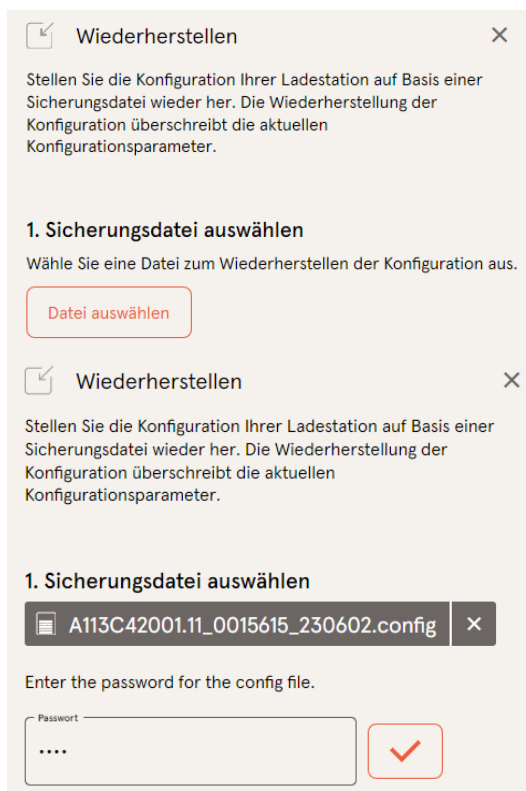 Wiederherstellen
Stellen Sie die Konfiguration Ihrer Ladestation auf Basis einer
Sicherungsdatei wieder her. Die Wiederherstellung der
Konfiguration überschreibt die aktuellen
Konfigurationsparameter.
1. Sicherungsdatei auswählen
Wähle Sie eine Datei zum Wiederherstellen der Konfiguration aus.
Datei auswählen
Wiederherstellen
Stellen Sie die Konfiguration Ihrer Ladestation auf Basis einer
Sicherungsdatei wieder her. Die Wiederherstellung der
Konfiguration überschreibt die aktuellen
Konfigurationsparameter.
1. Sicherungsdatei auswählen
A113C42001.11_0015615_230602.config
Enter the password for the config file.
Passwort
••••